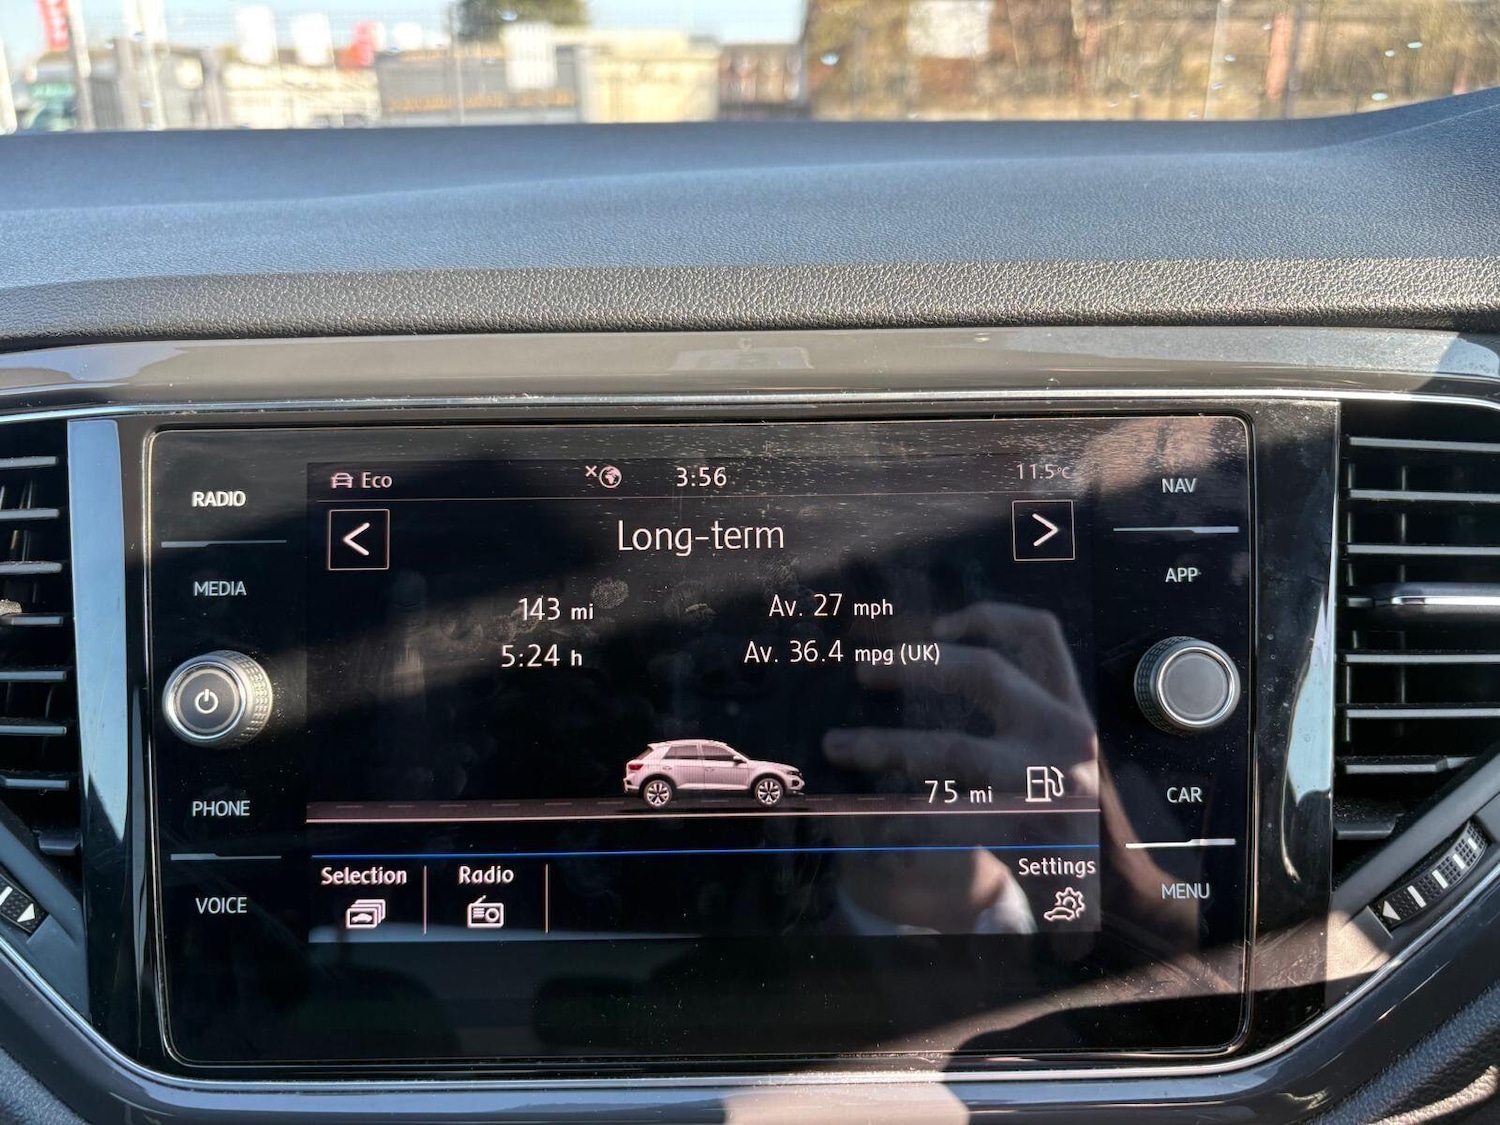 RADIO
MEDIA
PHONE
VOICE
Eco
3:56
11.5°C
Long-term
143 mi
Av. 27 mph
5:24 h
Av. 36.4 mpg (UK)
75 mi
Selection
Radio
Settings
NAV
APP
CAR
MENU